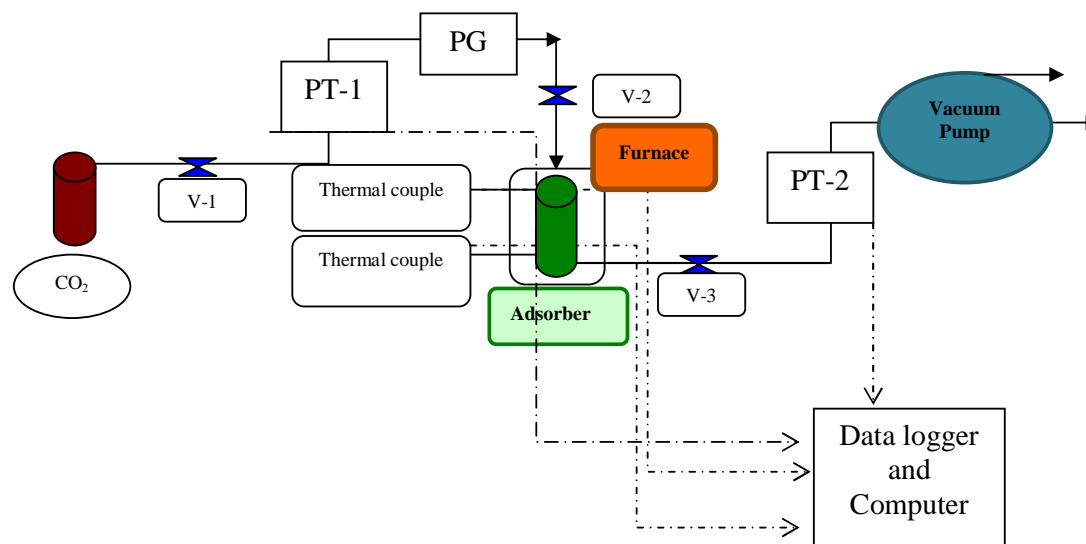 PG
PT-1
V-2
Vacuum
Pump
Furnace
Thermal couple
PT-2
V-1
Thermal couple
CO₂
V-3
Adsorber
Data logger
and
Computer